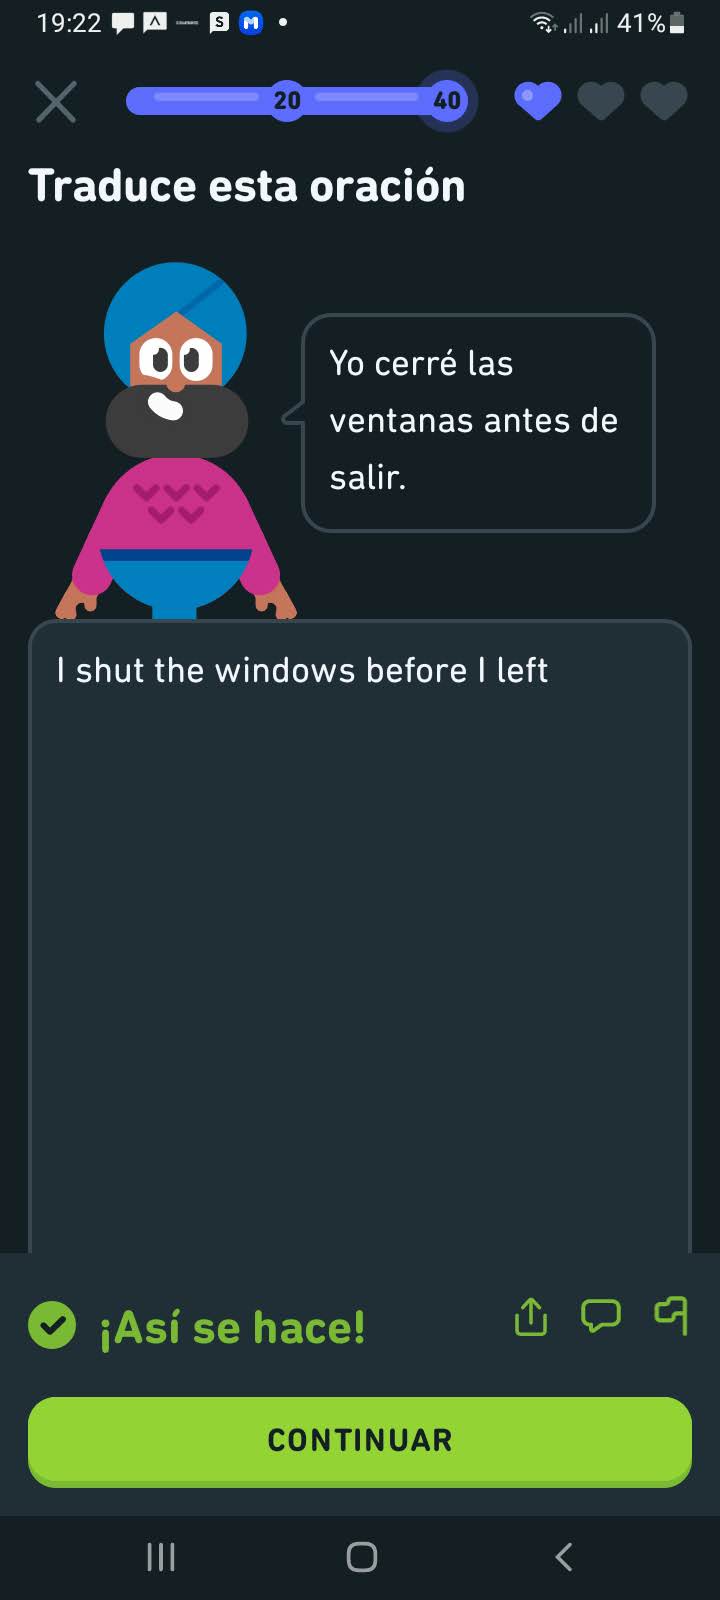 19:22
41%
20
40
Traduce esta oración
Yo cerré las
ventanas antes de
salir.
I shut the windows before I left
¡Así se hace!
CONTINUAR